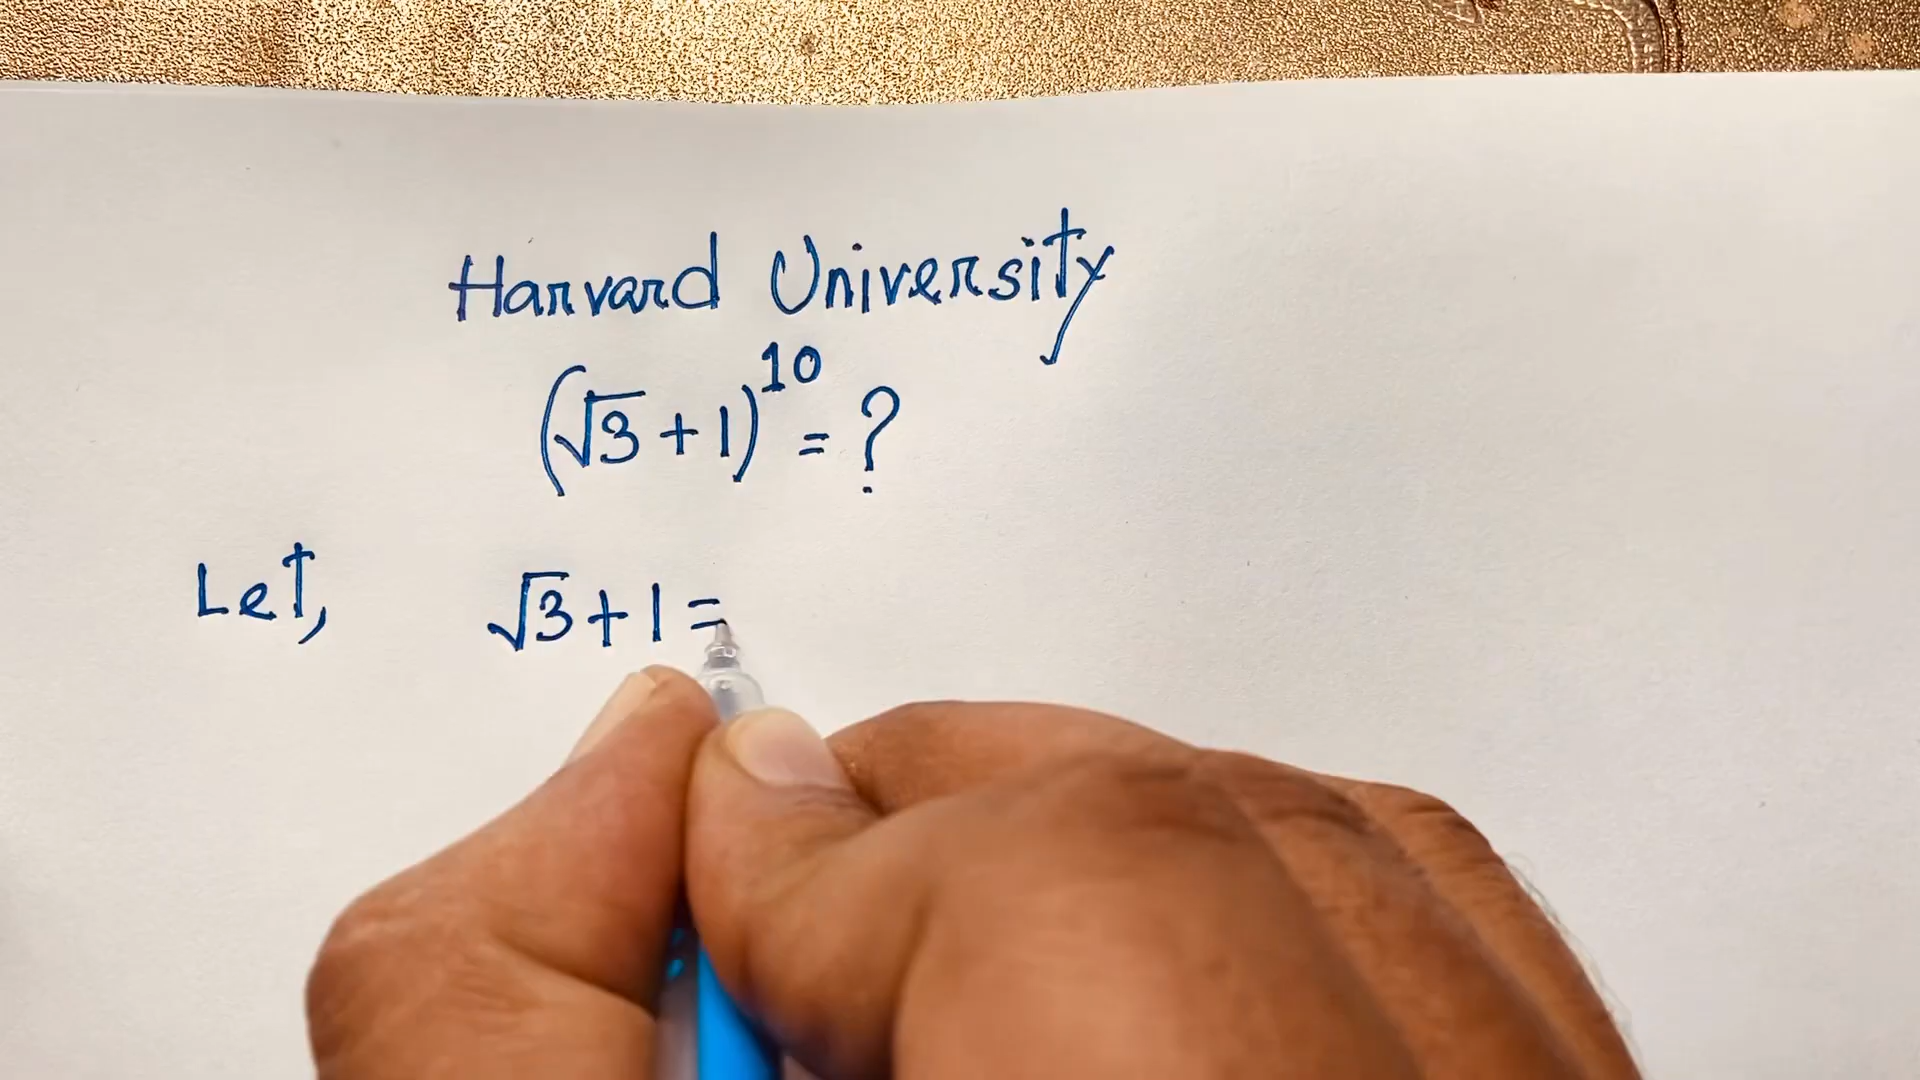 Harvard University
(√3 + 1)¹⁰ = ?
Let, √3 + 1 =